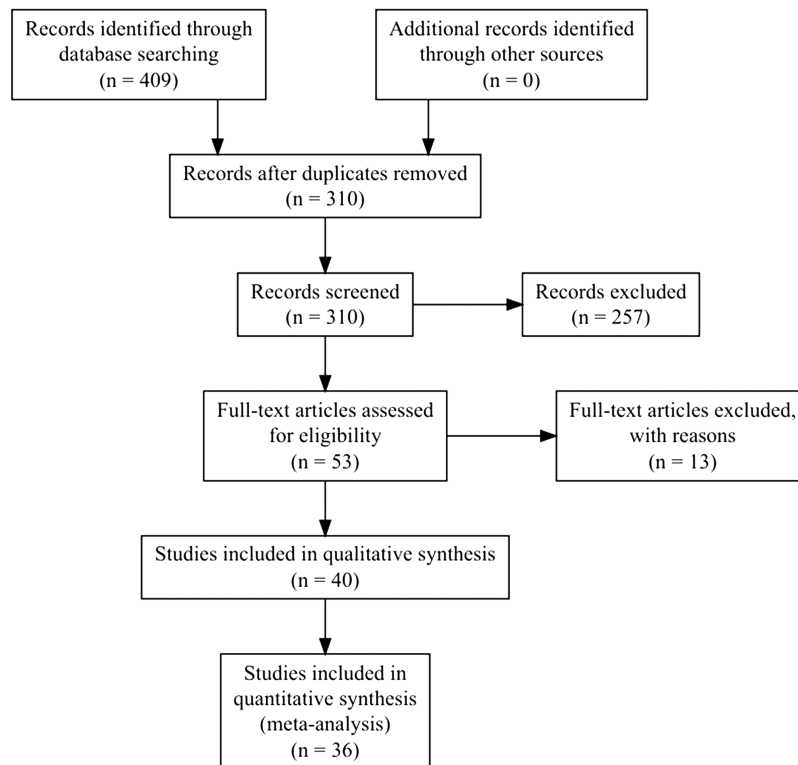 Records identified through
database searching
(n = 409)
Additional records identified
through other sources
(n = 0)
Records after duplicates removed
(n = 310)
Records screened
(n = 310)
Records excluded
(n = 257)
Full-text articles assessed
for eligibility
(n = 53)
Full-text articles excluded,
with reasons
(n = 13)
Studies included in qualitative synthesis
(n = 40)
Studies included in
quantitative synthesis
(meta-analysis)
(n = 36)